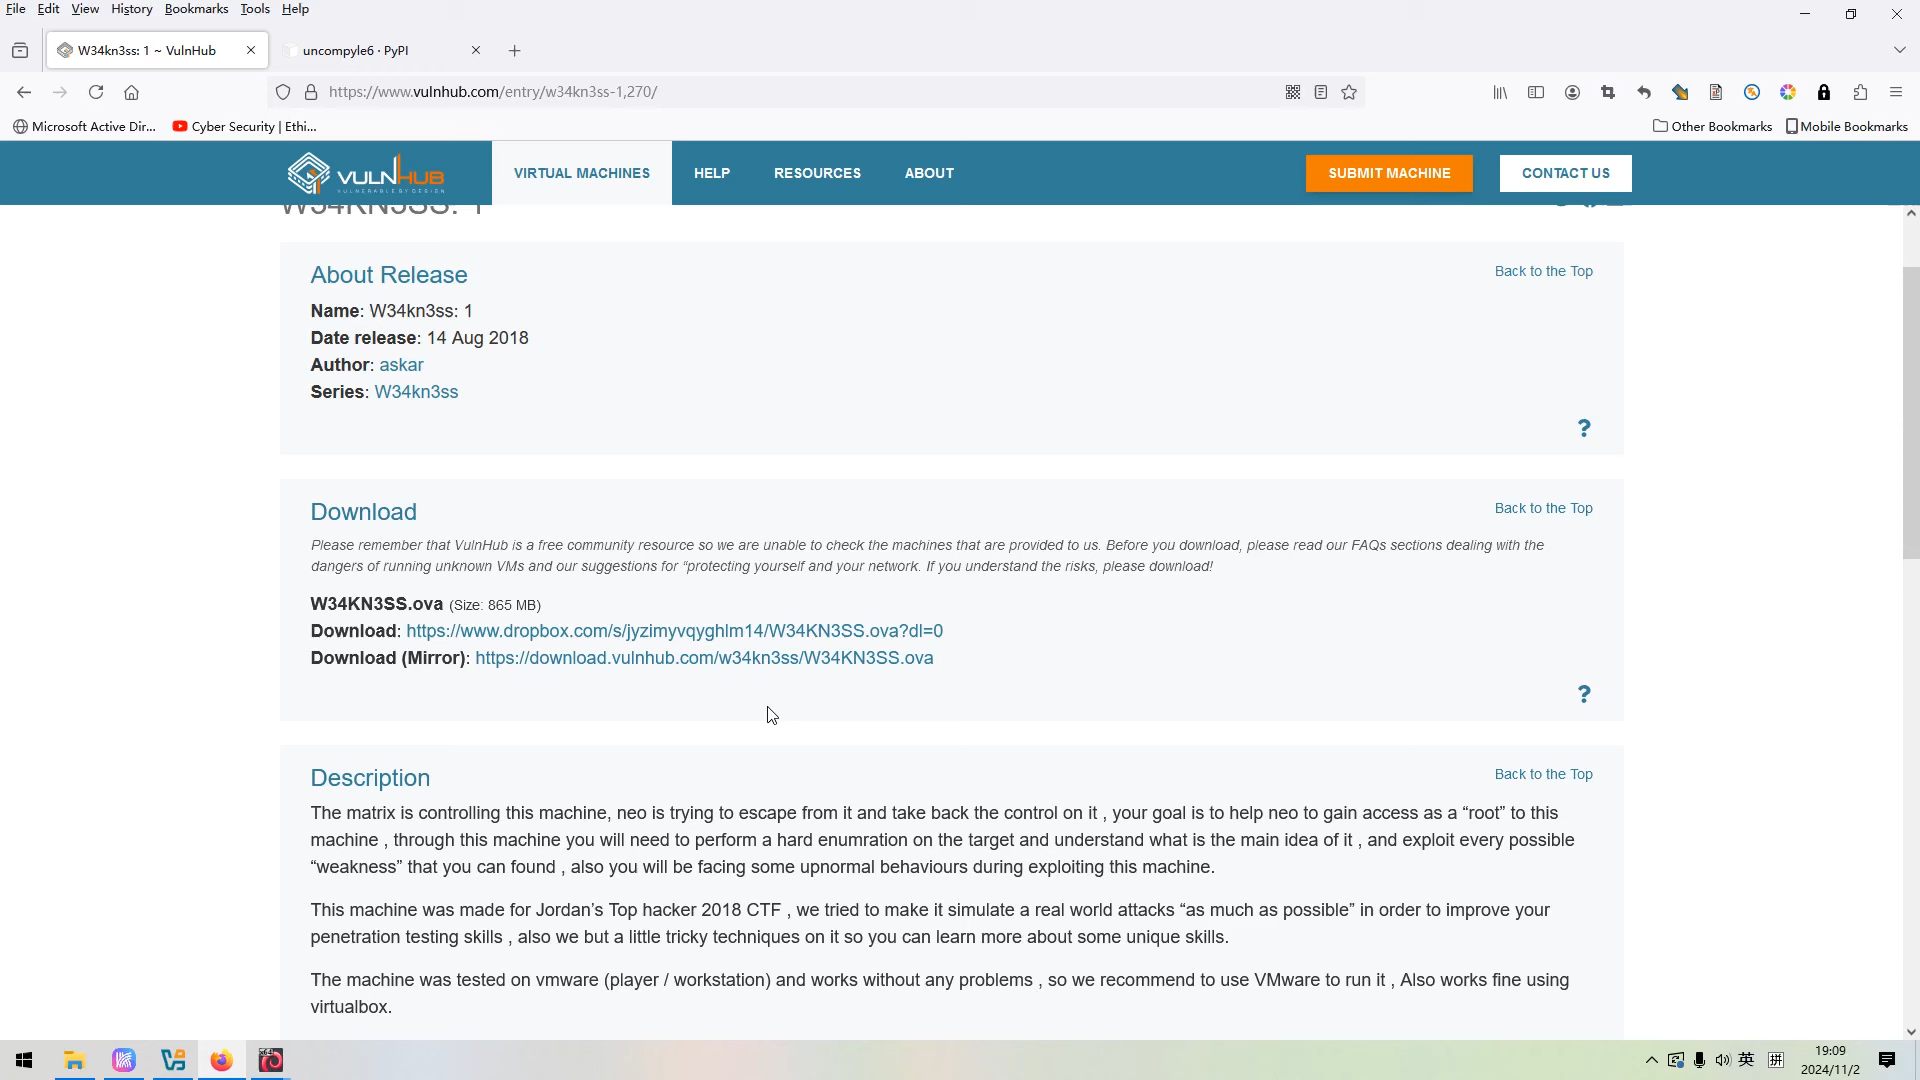 File Edit View History Bookmarks Tools Help
W34kn3ss: 1 ~ VulnHub
uncompyle6 · PyPI
https://www.vulnhub.com/entry/w34kn3ss-1,270/
Microsoft Active Dir...
Cyber Security | Ethi...
Other Bookmarks
Mobile Bookmarks
VULNHUB
VULNERABLE BY DESIGN
VIRTUAL MACHINES
HELP
RESOURCES
ABOUT
SUBMIT MACHINE
CONTACT US
W34KN3SS: 1
About Release
Back to the Top
Name: W34kn3ss: 1
Date release: 14 Aug 2018
Author: askar
Series: W34kn3ss
?
Download
Back to the Top
Please remember that VulnHub is a free community resource so we are unable to check the machines that are provided to us. Before you download, please read our FAQs sections dealing with the
dangers of running unknown VMs and our suggestions for “protecting yourself and your network. If you understand the risks, please download!
W34KN3SS.ova (Size: 865 MB)
Download: https://www.dropbox.com/s/jyzimyvqyghlm14/W34KN3SS.ova?dl=0
Download (Mirror): https://download.vulnhub.com/w34kn3ss/W34KN3SS.ova
?
Description
Back to the Top
The matrix is controlling this machine, neo is trying to escape from it and take back the control on it , your goal is to help neo to gain access as a “root” to this
machine , through this machine you will need to perform a hard enumration on the target and understand what is the main idea of it , and exploit every possible
“weakness” that you can found , also you will be facing some upnormal behaviours during exploiting this machine.
This machine was made for Jordan’s Top hacker 2018 CTF , we tried to make it simulate a real world attacks “as much as possible” in order to improve your
penetration testing skills , also we but a little tricky techniques on it so you can learn more about some unique skills.
The machine was tested on vmware (player / workstation) and works without any problems , so we recommend to use VMware to run it , Also works fine using
virtualbox.
x64
英
拼
19:09
2024/11/2